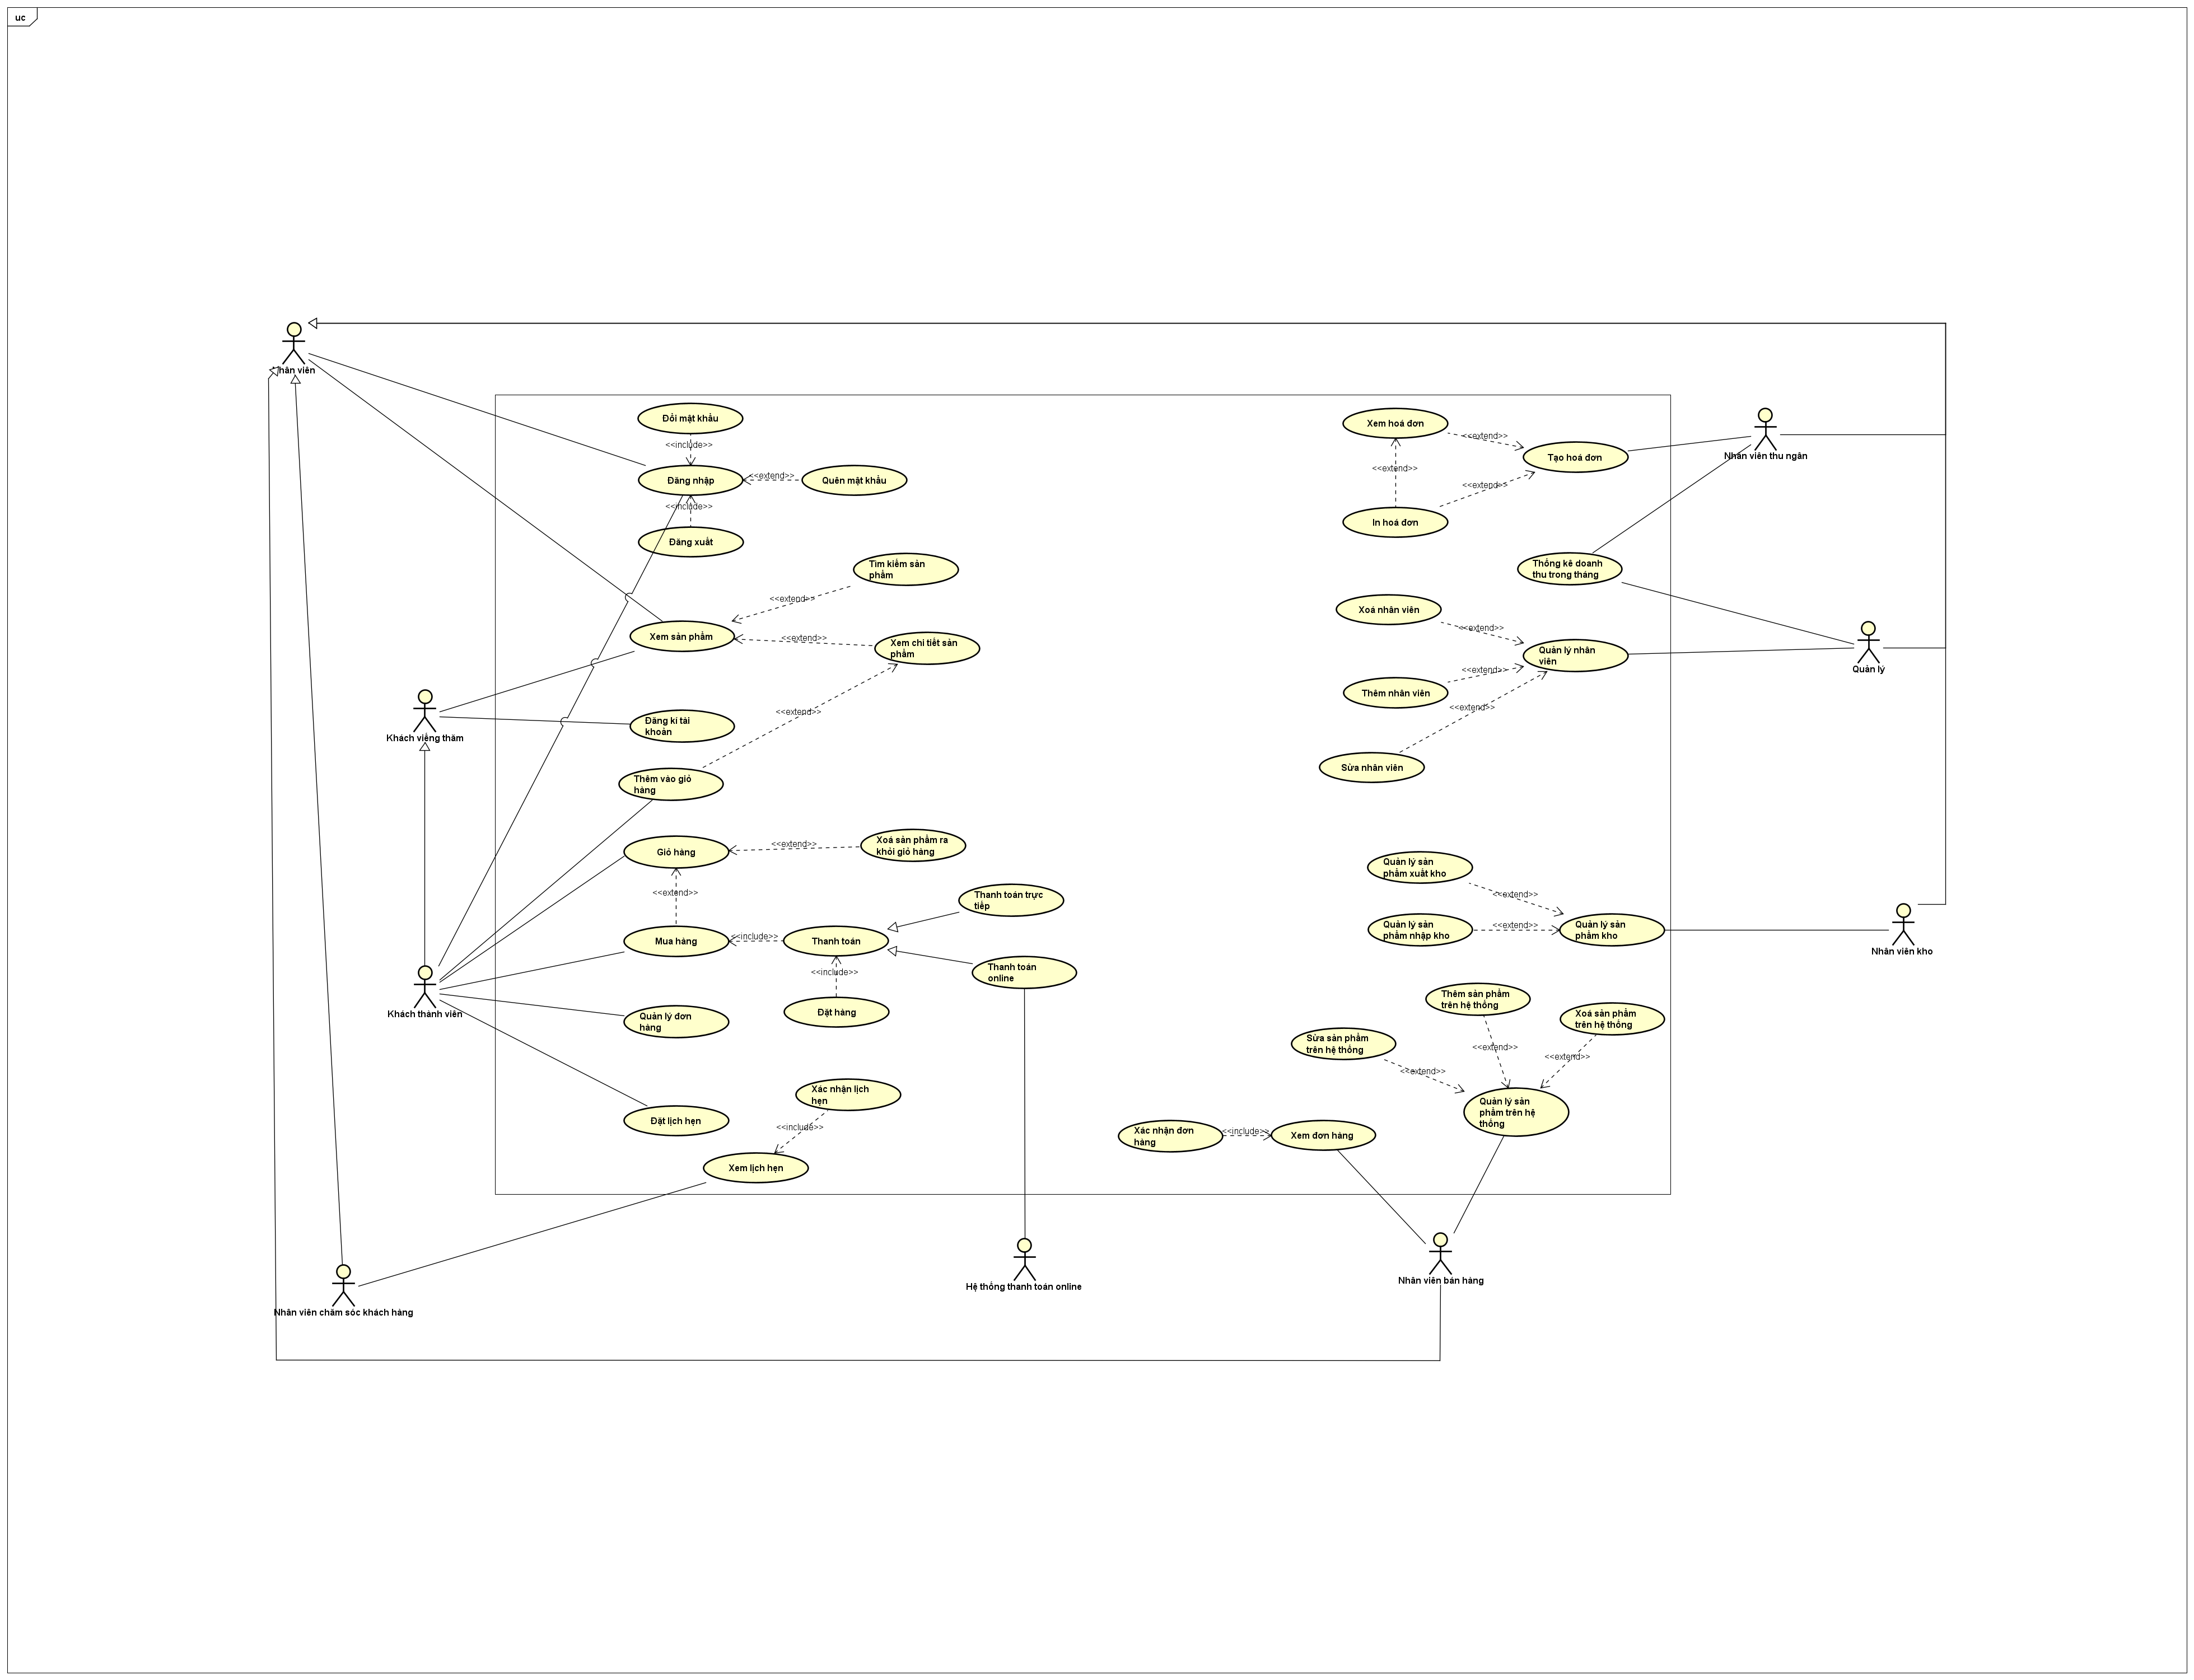 uc
Nhân viên
Đổi mật khẩu
<<include>>
Đăng nhập
<<extend>>
Quên mật khẩu
<<include>>
Đăng xuất
Tìm kiếm sản
phẩm
<<extend>>
Xem sản phẩm
<<extend>>
Xem chi tiết sản
phẩm
<<extend>>
Khách viếng thăm
Đăng kí tài
khoản
Thêm vào giỏ
hàng
Giỏ hàng
<<extend>>
Xoá sản phẩm ra
khỏi giỏ hàng
<<extend>>
Mua hàng
<<include>>
Thanh toán
Thanh toán trực
tiếp
Thanh toán
online
<<include>>
Đặt hàng
Khách thành viên
Quản lý đơn
hàng
Đặt lịch hẹn
Xác nhận lịch
hẹn
<<include>>
Xem lịch hẹn
Nhân viên chăm sóc khách hàng
Hệ thống thanh toán online
Xem hoá đơn
<<extend>>
Tạo hoá đơn
<<extend>>
<<extend>>
In hoá đơn
Nhân viên thu ngân
Thống kê doanh
thu trong tháng
Xoá nhân viên
<<extend>>
Quản lý nhân
viên
Quản lý
<<extend>>
Thêm nhân viên
<<extend>>
Sửa nhân viên
Quản lý sản
phẩm xuất kho
<<extend>>
Quản lý sản
phẩm nhập kho
<<extend>>
Quản lý sản
phẩm kho
Nhân viên kho
Thêm sản phẩm
trên hệ thống
Xoá sản phẩm
trên hệ thống
Sửa sản phẩm
trên hệ thống
<<extend>>
<<extend>>
<<extend>>
Quản lý sản
phẩm trên hệ
thống
Xác nhận đơn
hàng
<<include>>
Xem đơn hàng
Nhân viên bán hàng